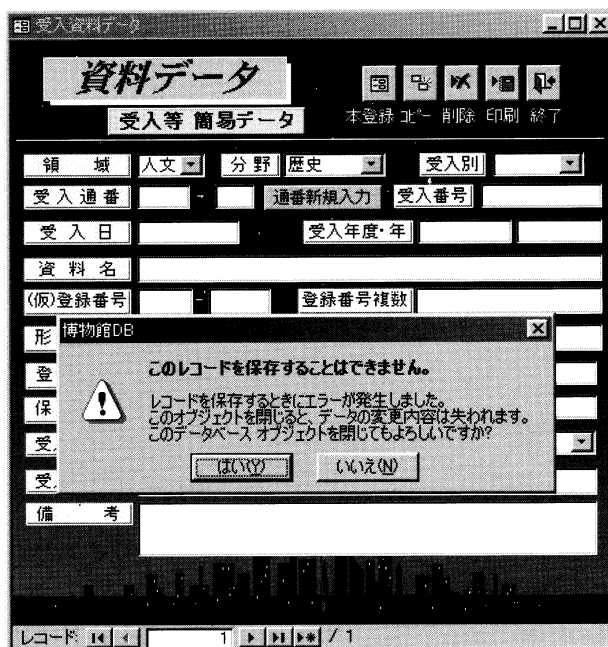 受入資料データ
資料データ
受入等 簡易データ
本登録 コピー 削除 印刷 終了
領域 人文 分野 歴史 受入別
受入通番 - 通番新規入力 受入番号
受入日 受入年度・年
資料名
(仮)登録番号 - 登録番号複数
形
博物館DB
このレコードを保存することはできません。
登
レコードを保存するときにエラーが発生しました。
保
このオブジェクトを閉じると、データの変更内容は失われます。
このデータベース オブジェクトを閉じてもよろしいですか?
受
はい(Y) いいえ(N)
受
備考
レコード: 1 / 1